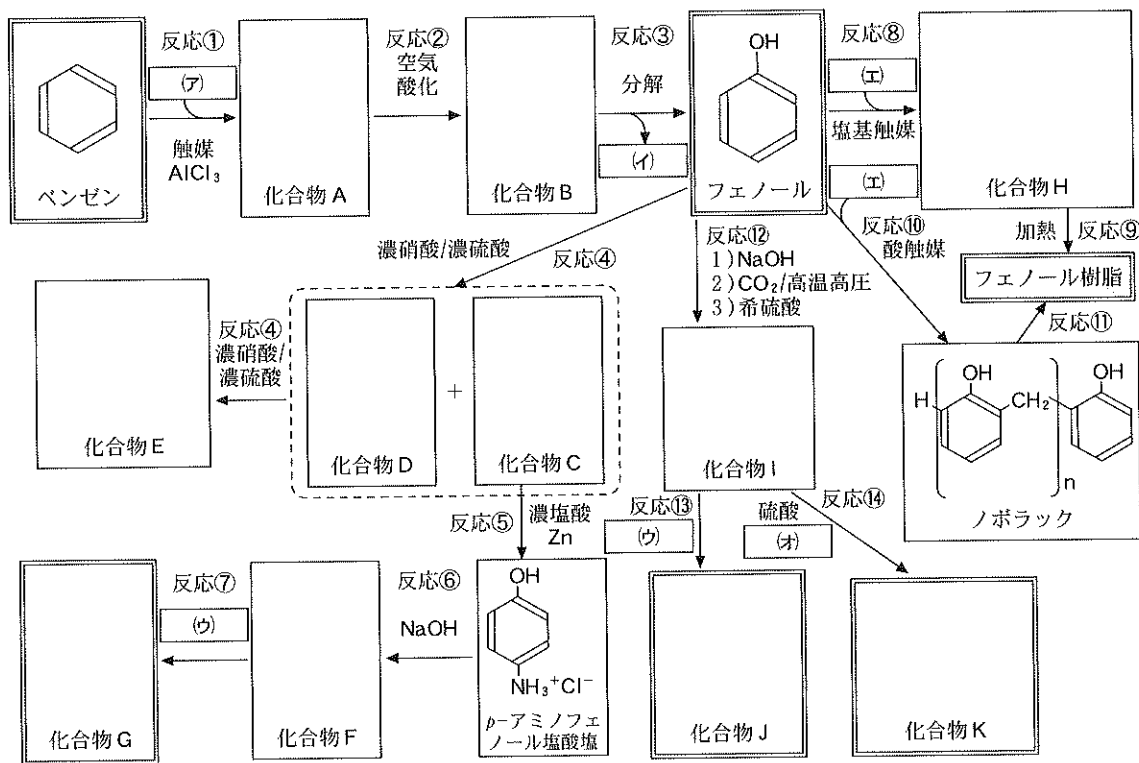 反応①
(ア)
触媒
AlCl₃
ベンゼン
化合物A
反応②
空気
酸化
化合物B
反応③
分解
(イ)
OH
フェノール
反応⑧
(エ)
塩基触媒
化合物H
(エ)
反応⑩
酸触媒
加熱
反応⑨
フェノール樹脂
反応⑪
濃硝酸/濃硫酸
反応④
反応⑫
1)NaOH
2)CO₂/高温高圧
3)希硫酸
反応④
濃硝酸/
濃硫酸
化合物E
化合物D
+
化合物C
化合物I
H
OH
CH₂
OH
n
ノボラック
反応⑤
濃塩酸
Zn
反応⑬
(ウ)
硫酸
(オ)
反応⑭
反応⑦
(ウ)
化合物G
化合物F
反応⑥
NaOH
OH
NH₃⁺Cl⁻
p-アミノフェ
ノール塩酸塩
化合物J
化合物K